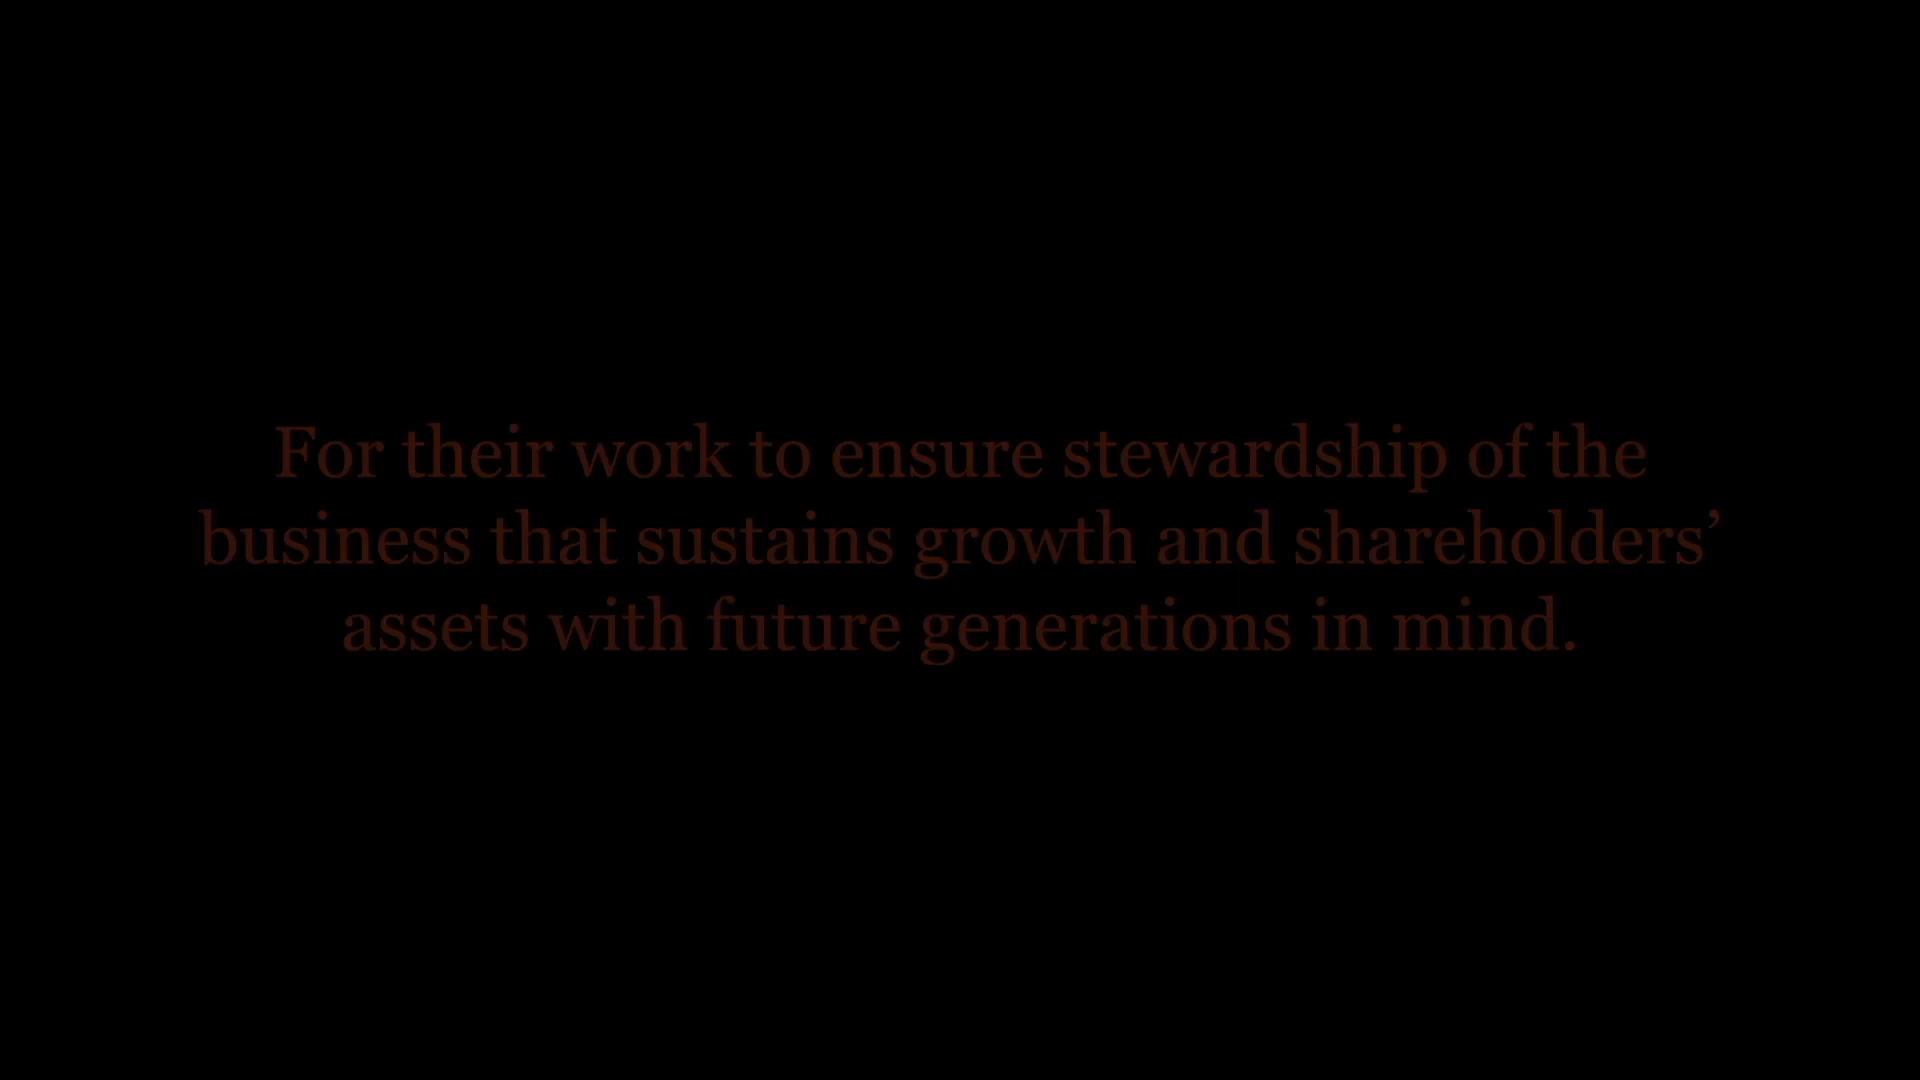 For their work to ensure stewardship of the
business that sustains growth and shareholders’
assets with future generations in mind.